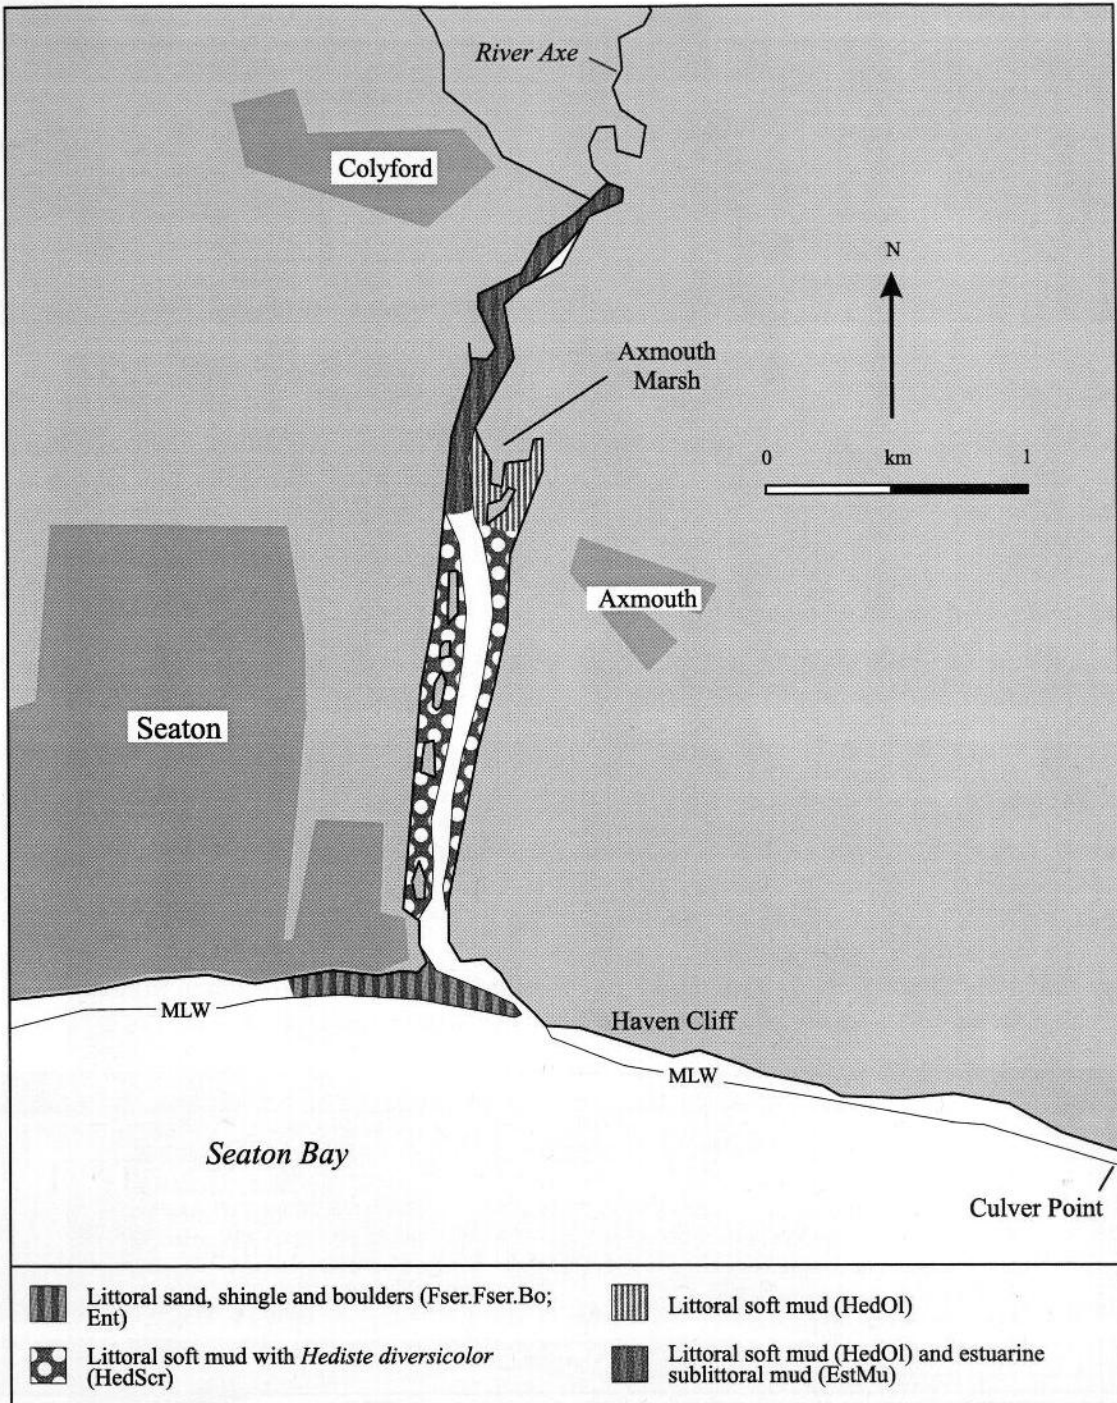 River Axe
Colyford
N
Axmouth
Marsh
0 km 1
Axmouth
Seaton
MLW
Haven Cliff
MLW
Seaton Bay
Culver Point
Littoral sand, shingle and boulders (Fser.Fser.Bo;
Ent)
Littoral soft mud with Hediste diversicolor
(HedScr)
Littoral soft mud (HedOl)
Littoral soft mud (HedOl) and estuarine
sublittoral mud (EstMu)